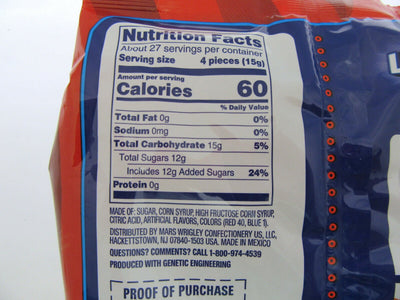 Nutrition Facts
About 27 servings per container
Serving size 4 pieces (15g)
Amount per serving
Calories 60
% Daily Value
Total Fat 0g 0%
Sodium 0mg 0%
Total Carbohydrate 15g 5%
Total Sugars 12g
Includes 12g Added Sugars 24%
Protein 0g
MADE OF: SUGAR, CORN SYRUP, HIGH FRUCTOSE CORN SYRUP,
CITRIC ACID, ARTIFICIAL FLAVORS, COLORS (RED 40, BLUE 1).
DISTRIBUTED BY MARS WRIGLEY CONFECTIONERY US, LLC,
HACKETTSTOWN, NJ 07840-1503 USA. MADE IN MEXICO
QUESTIONS? COMMENTS? CALL 1-800-974-4539
PRODUCED WITH GENETIC ENGINEERING
PROOF OF PURCHASE